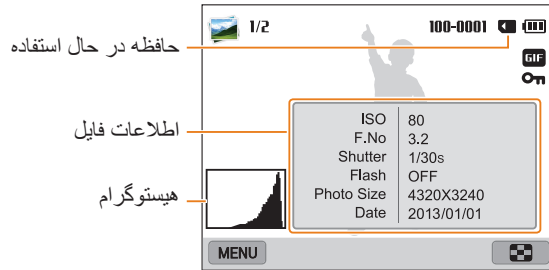 1/2
100-0001
GIF
حافظه در حال استفاده
اطلاعات فایل
هیستوگرام
ISO 80
F.No 3.2
Shutter 1/30s
Flash OFF
Photo Size 4320X3240
Date 2013/01/01
MENU